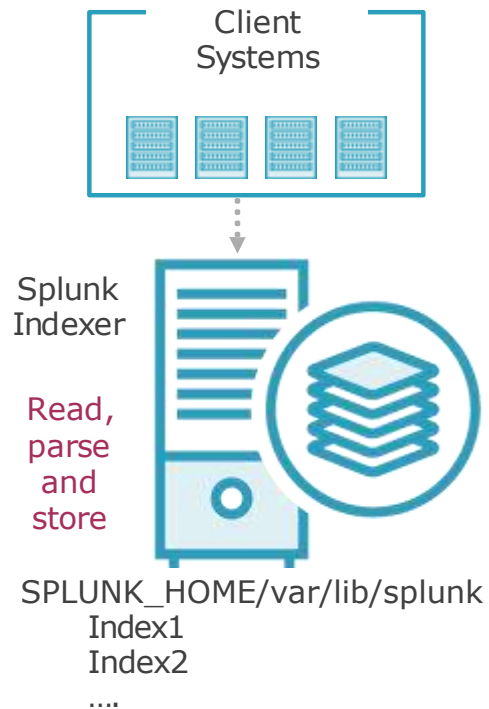 Client
Systems
Splunk
Indexer
Read,
parse
and
store
SPLUNK_HOME/var/lib/splunk
Index1
Index2
….